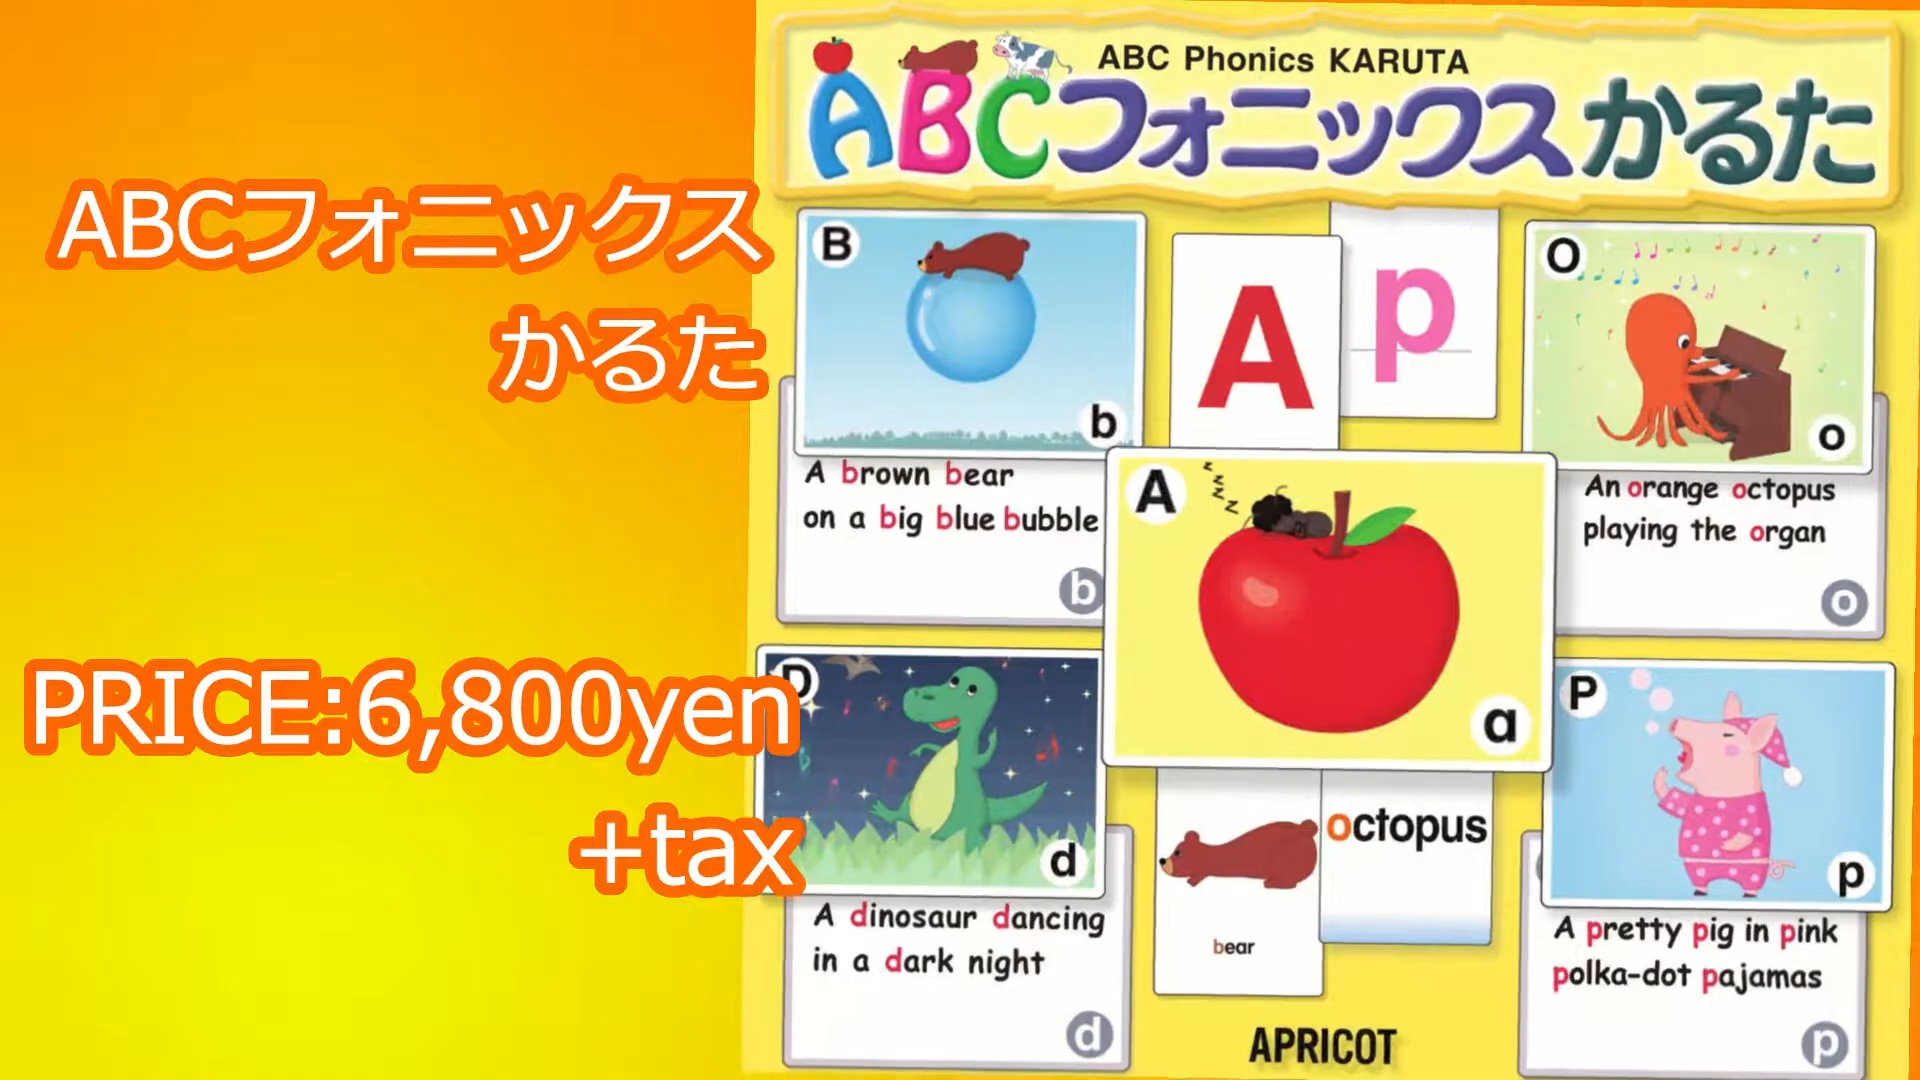 ABCフォニックス
かるた
PRICE:6,800yen
+tax
ABC Phonics KARUTA
ABCフォニックスかるた
B
b
A brown bear
on a big blue bubble
b
A
p
O
o
An orange octopus
playing the organ
o
A
zzzz
a
D
d
A dinosaur dancing
in a dark night
d
bear
octopus
P
p
A pretty pig in pink
polka-dot pajamas
p
APRICOT